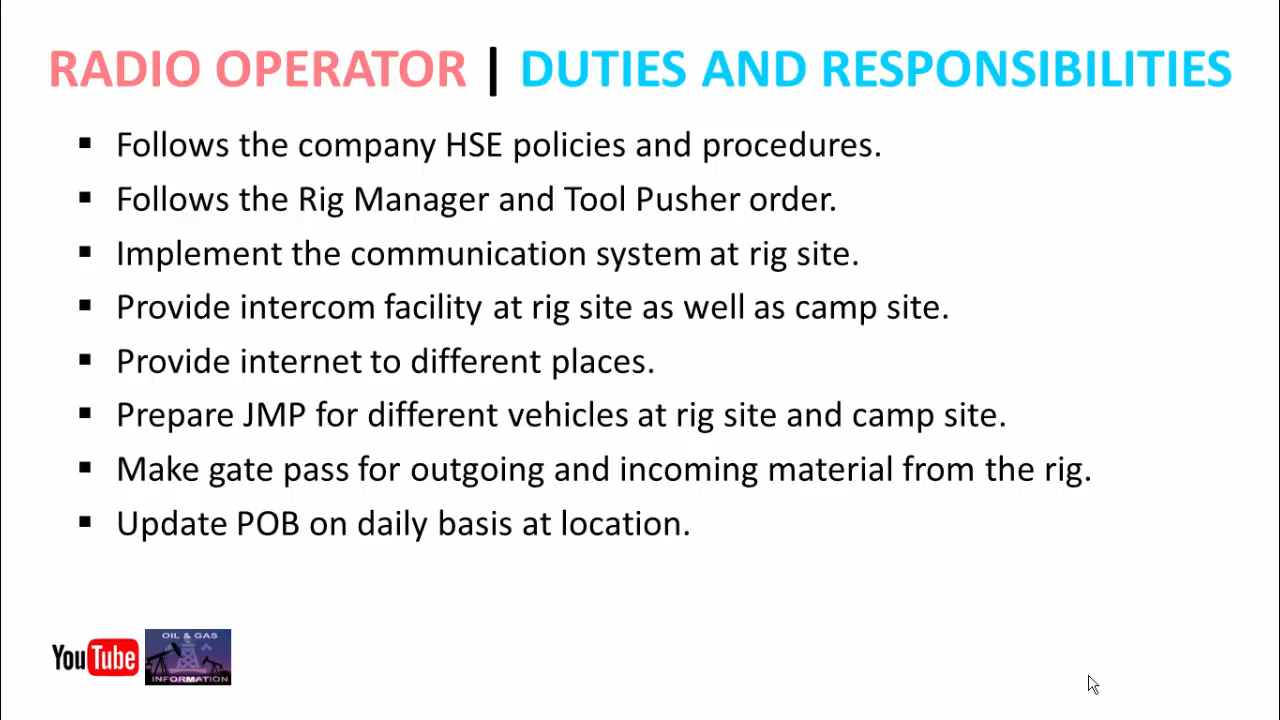 RADIO OPERATOR | DUTIES AND RESPONSIBILITIES
▪ Follows the company HSE policies and procedures.
▪ Follows the Rig Manager and Tool Pusher order.
▪ Implement the communication system at rig site.
▪ Provide intercom facility at rig site as well as camp site.
▪ Provide internet to different places.
▪ Prepare JMP for different vehicles at rig site and camp site.
▪ Make gate pass for outgoing and incoming material from the rig.
▪ Update POB on daily basis at location.
YouTube
OIL & GAS
INFORMATION